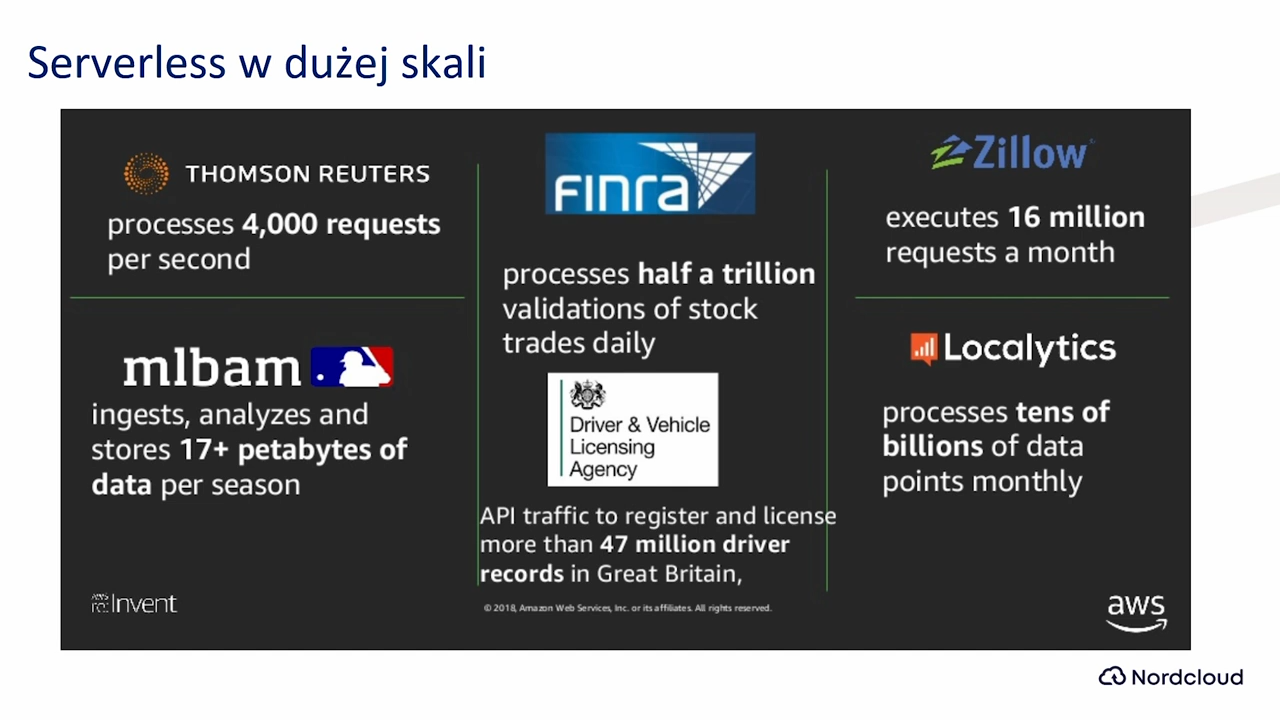 Serverless w dużej skali
THOMSON REUTERS
processes 4,000 requests
per second
mlbam
ingests, analyzes and
stores 17+ petabytes of
data per season
finra
processes half a trillion
validations of stock
trades daily
Driver & Vehicle
Licensing
Agency
API traffic to register and license
more than 47 million driver
records in Great Britain,
Zillow
executes 16 million
requests a month
Localytics
processes tens of
billions of data
points monthly
aws
re:Invent
© 2018, Amazon Web Services, Inc. or its affiliates. All rights reserved.
aws
Nordcloud